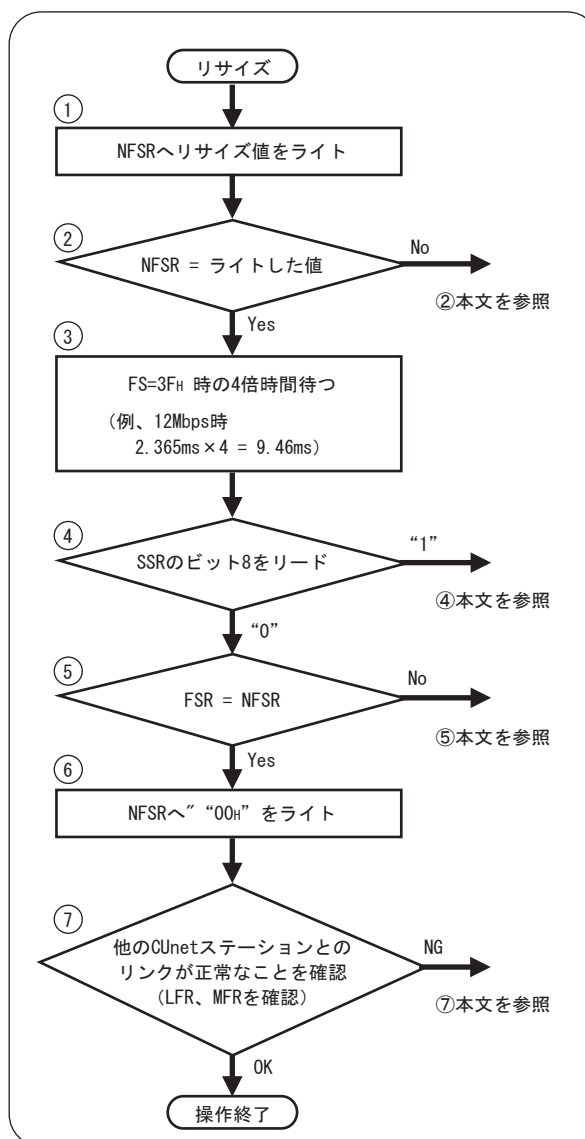 リサイズ
①
NFSRへリサイズ値をライト
②
NFSR = ライトした値
No
②本文を参照
Yes
③
FS=3FH 時の4倍時間待つ
(例、12Mbps時
2.365ms×4 = 9.46ms)
④
SSRのビット8をリード
“1”
④本文を参照
“0”
⑤
FSR = NFSR
No
⑤本文を参照
Yes
⑥
NFSRへ″ “00H” をライト
⑦
他のCUnetステーションとの
リンクが正常なことを確認
(LFR、MFRを確認)
NG
⑦本文を参照
OK
操作終了